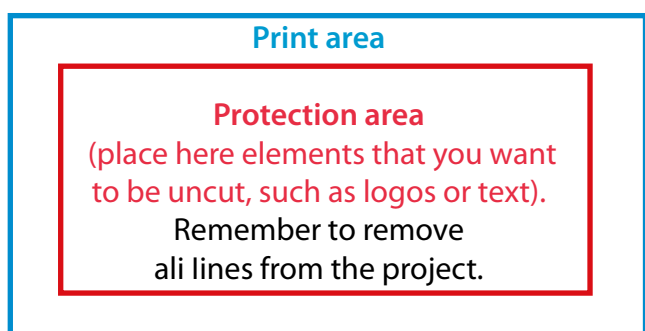 Print area
Protection area
(place here elements that you want
to be uncut, such as logos or text).
Remember to remove
ali lines from the project.